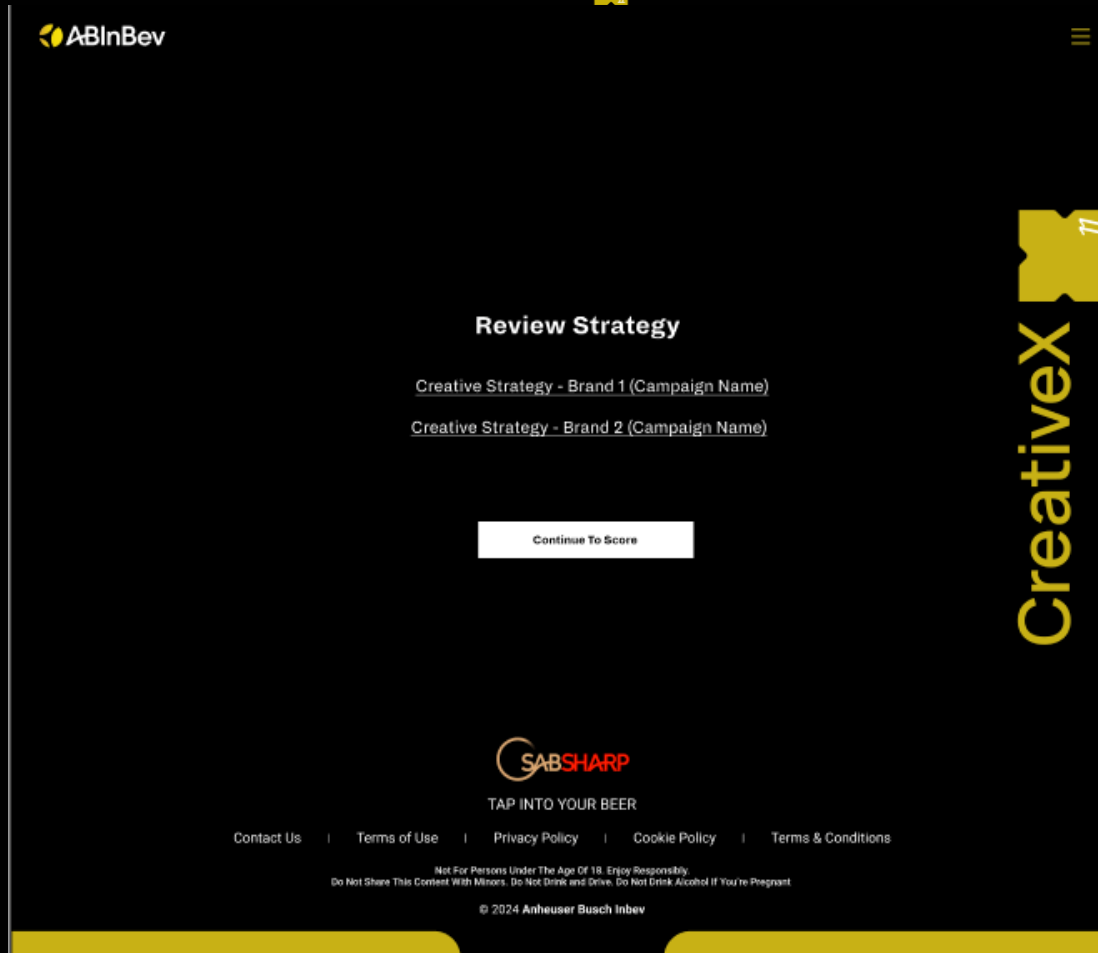 ABInBev
CreativeX
Review Strategy
Creative Strategy - Brand 1 (Campaign Name)
Creative Strategy - Brand 2 (Campaign Name)
Continue To Score
SABSHARP
TAP INTO YOUR BEER
Contact Us | Terms of Use | Privacy Policy | Cookie Policy | Terms & Conditions
Not For Persons Under The Age Of 18. Enjoy Responsibly.
Do Not Share This Content With Minors. Do Not Drink and Drive. Do Not Drink Alcohol If You're Pregnant
© 2024 Anheuser Busch Inbev